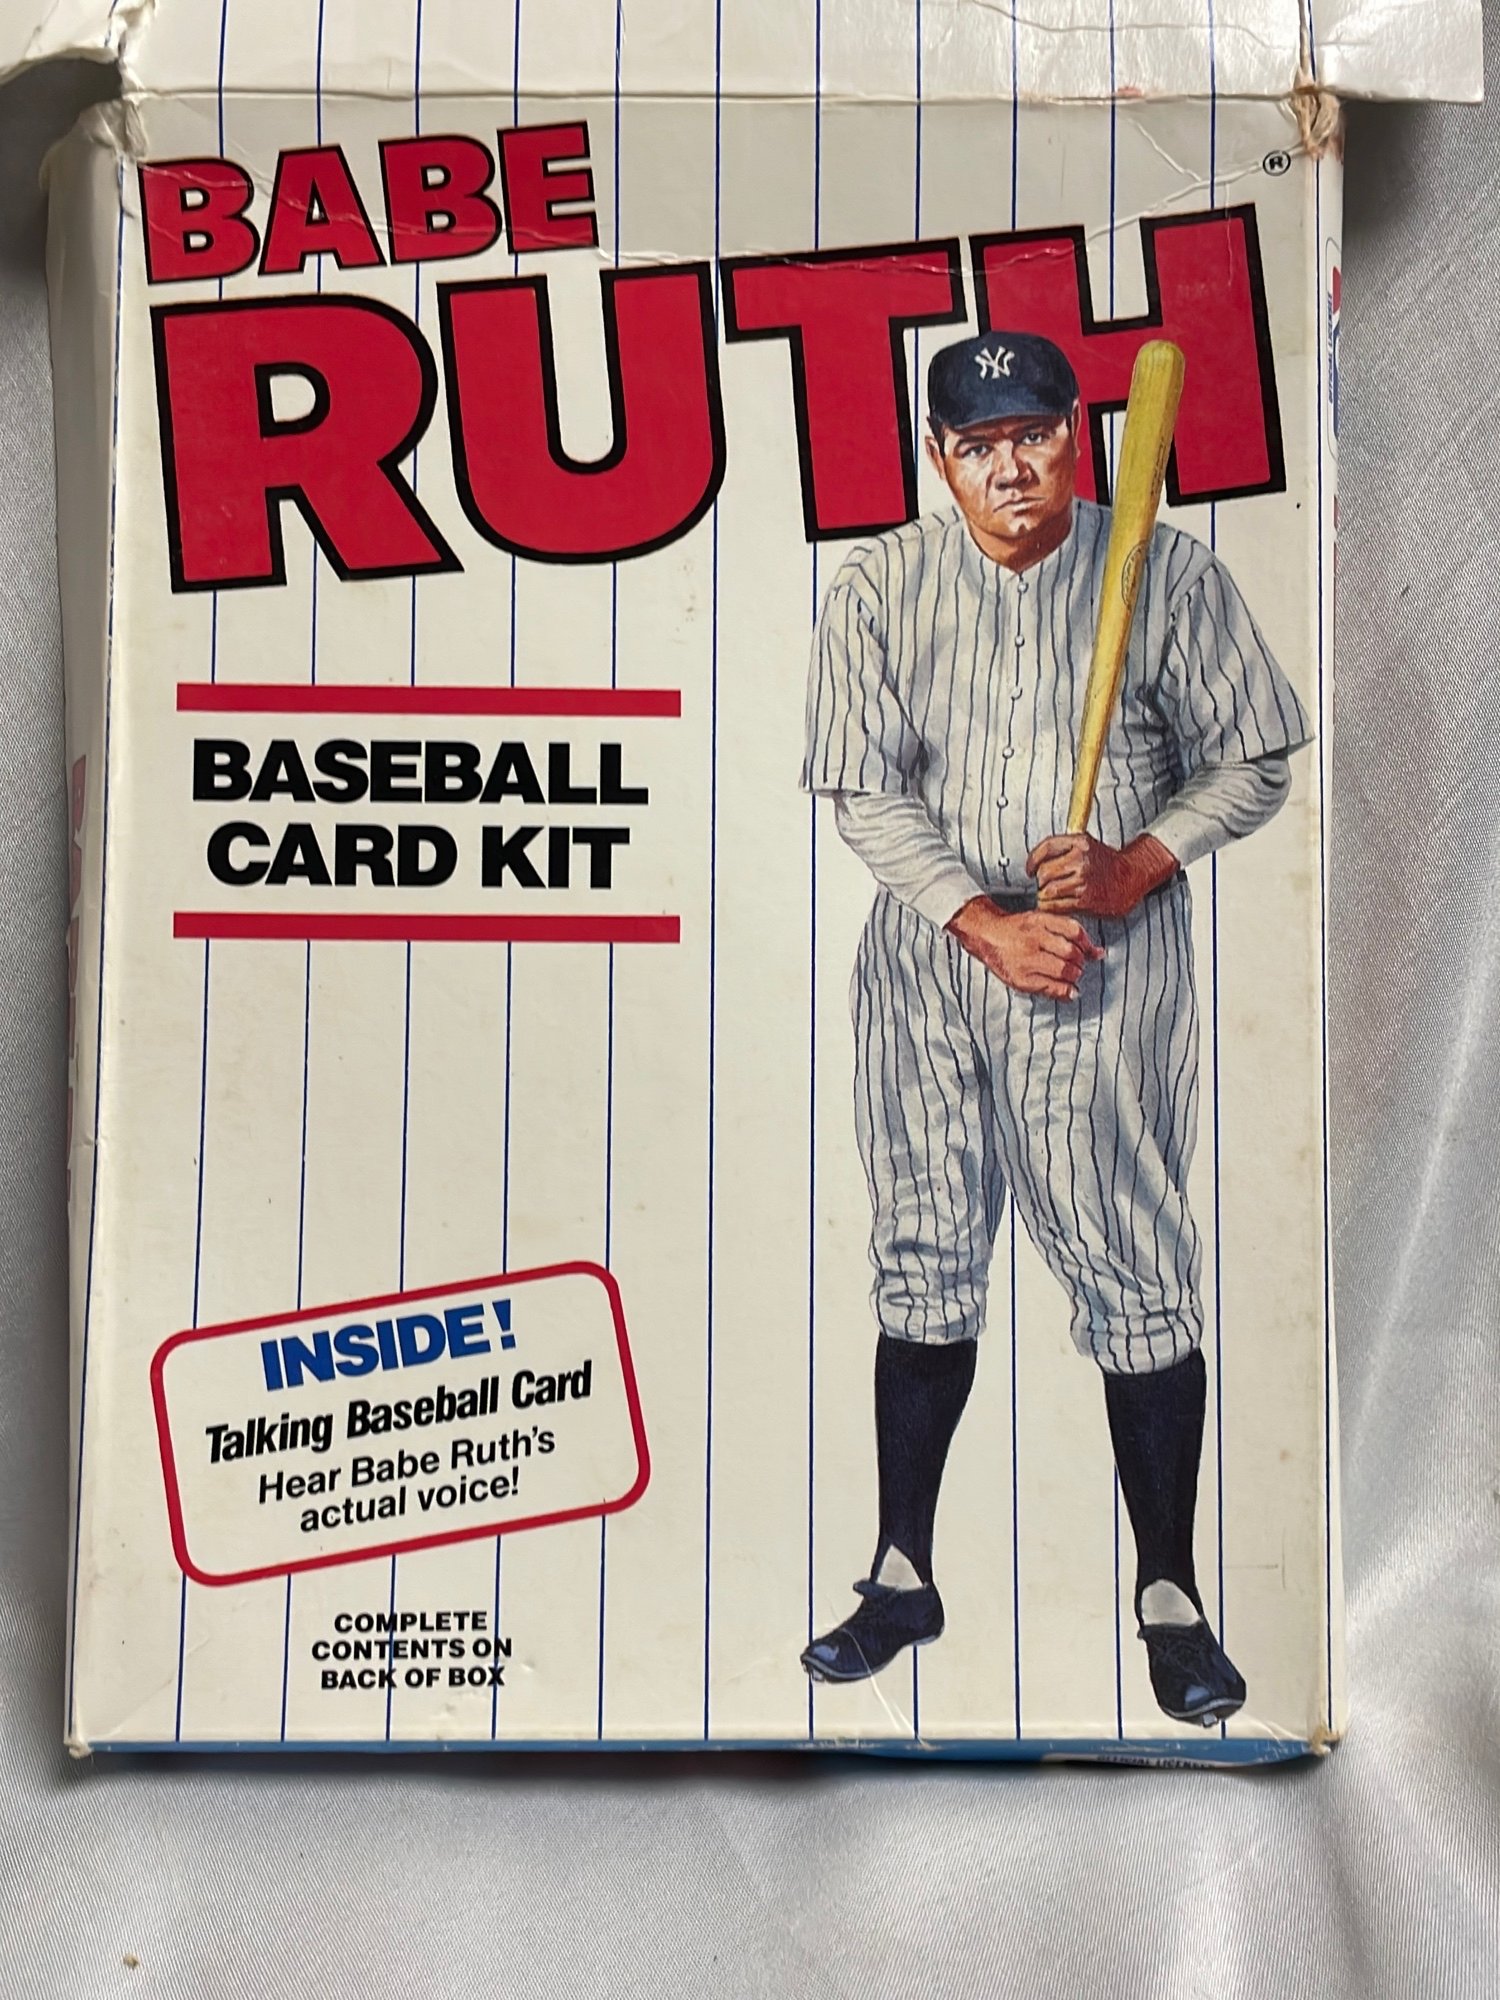 BABE
RUTH ®
NY
BASEBALL
CARD KIT
INSIDE!
Talking Baseball Card
Hear Babe Ruth's
actual voice!
COMPLETE
CONTENTS ON
BACK OF BOX